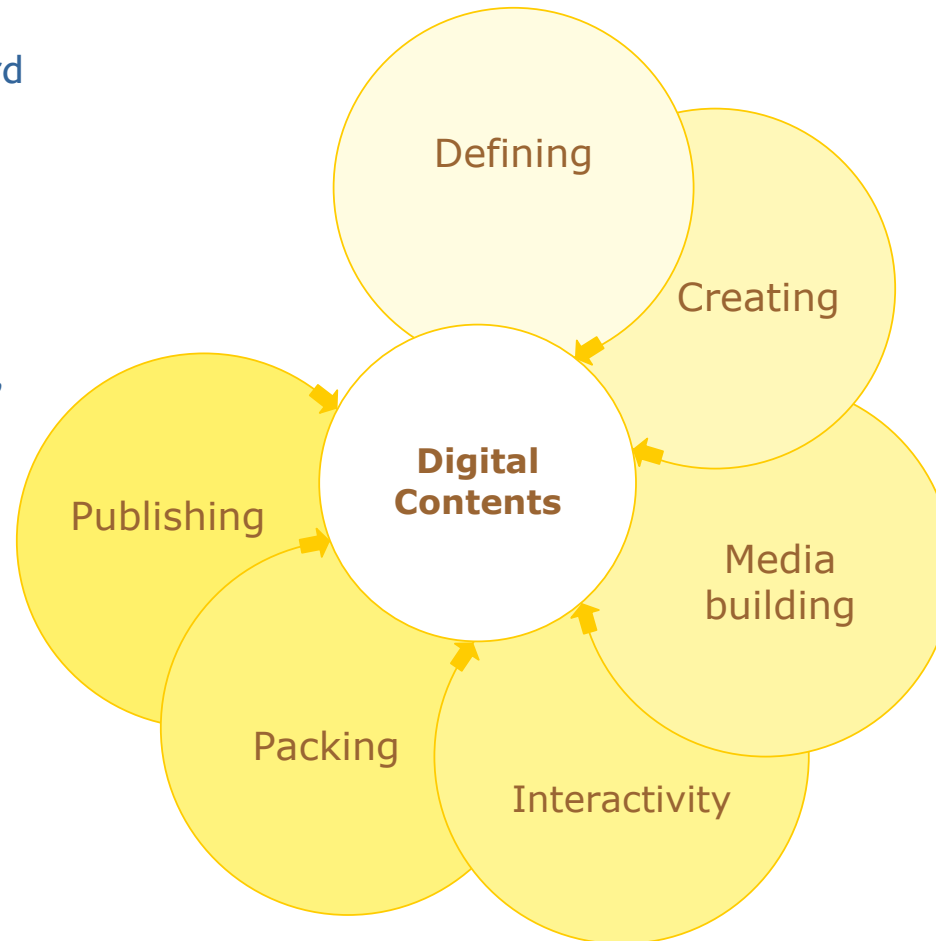 Defining
Creating
Digital
Contents
Publishing
Media
building
Packing
Interactivity